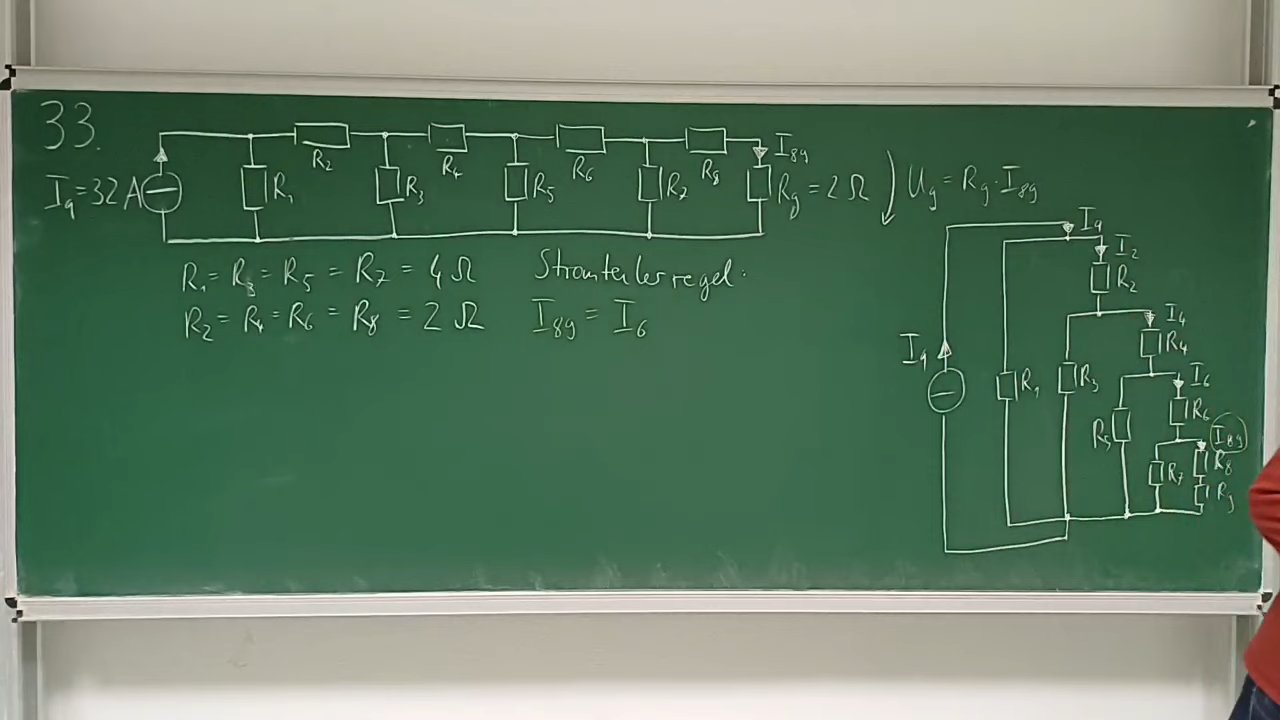 33.
I_q = 32 A
R_1
R_2
R_3
R_4
R_5
R_6
R_7
R_8
I_89
R_9 = 2 Ω
U_9 = R_9 · I_89
R_1 = R_3 = R_5 = R_7 = 4 Ω
R_2 = R_4 = R_6 = R_8 = 2 Ω
Stromteilerregel:
I_89 = I_6
I_q
I_2
R_2
I_4
R_4
I_q
R_1
R_3
I_6
R_6
R_5
I_89
R_7
R_8
R_9